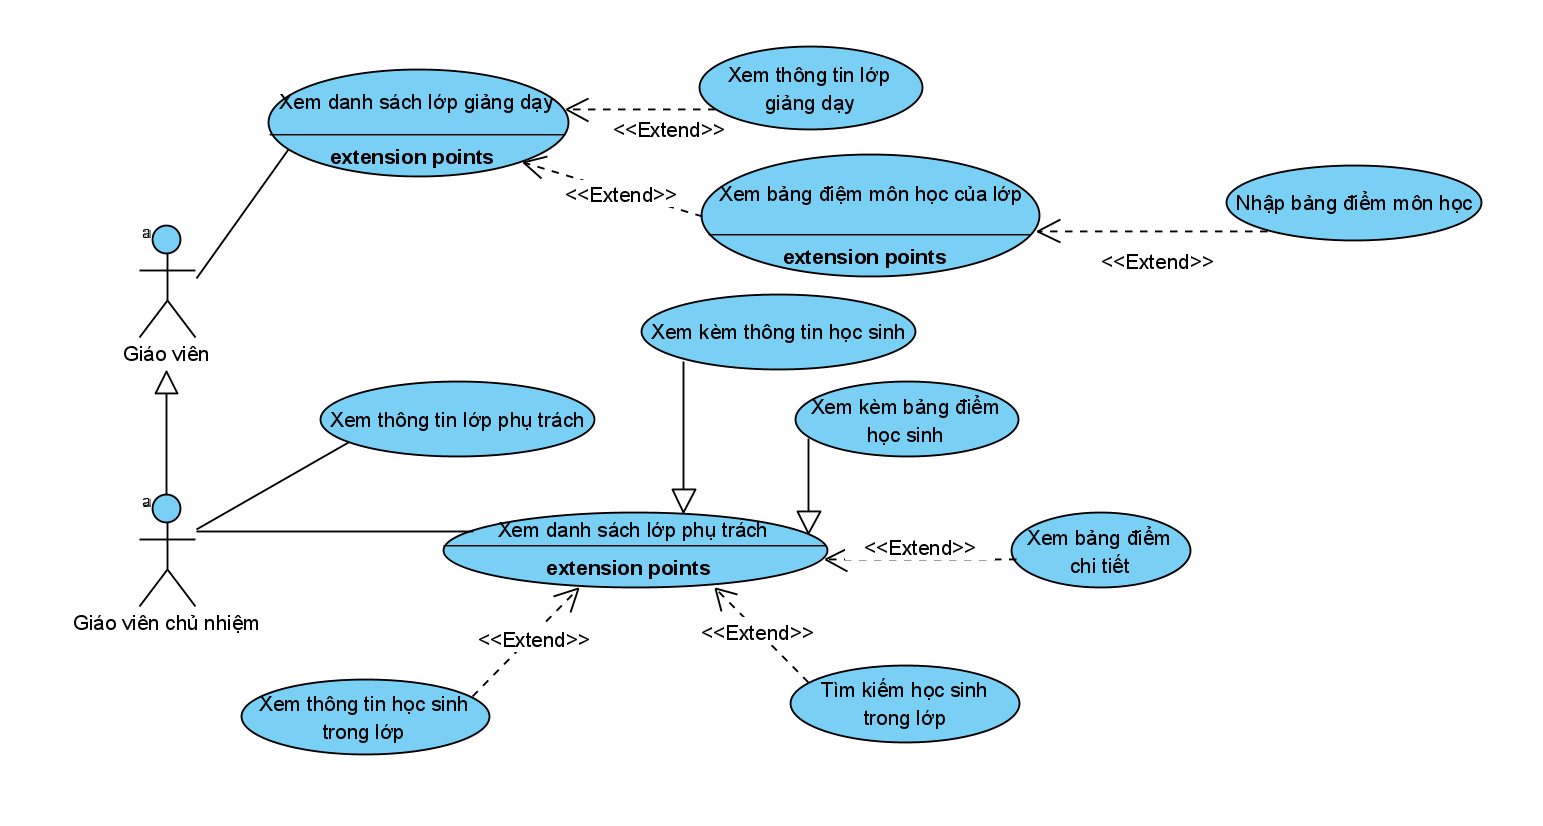 Xem danh sách lớp giảng dạy
extension points
Xem thông tin lớp
giảng dạy
<<Extend>>
<<Extend>>
Xem bảng điệm môn học của lớp
extension points
Nhập bảng điểm môn học
<<Extend>>
a
Giáo viên
Xem kèm thông tin học sinh
Xem thông tin lớp phụ trách
Xem kèm bảng điểm
học sinh
a
Giáo viên chủ nhiệm
Xem danh sách lớp phụ trách
extension points
<<Extend>>
Xem bảng điểm
chi tiết
<<Extend>>
<<Extend>>
Xem thông tin học sinh
trong lớp
Tìm kiếm học sinh
trong lớp